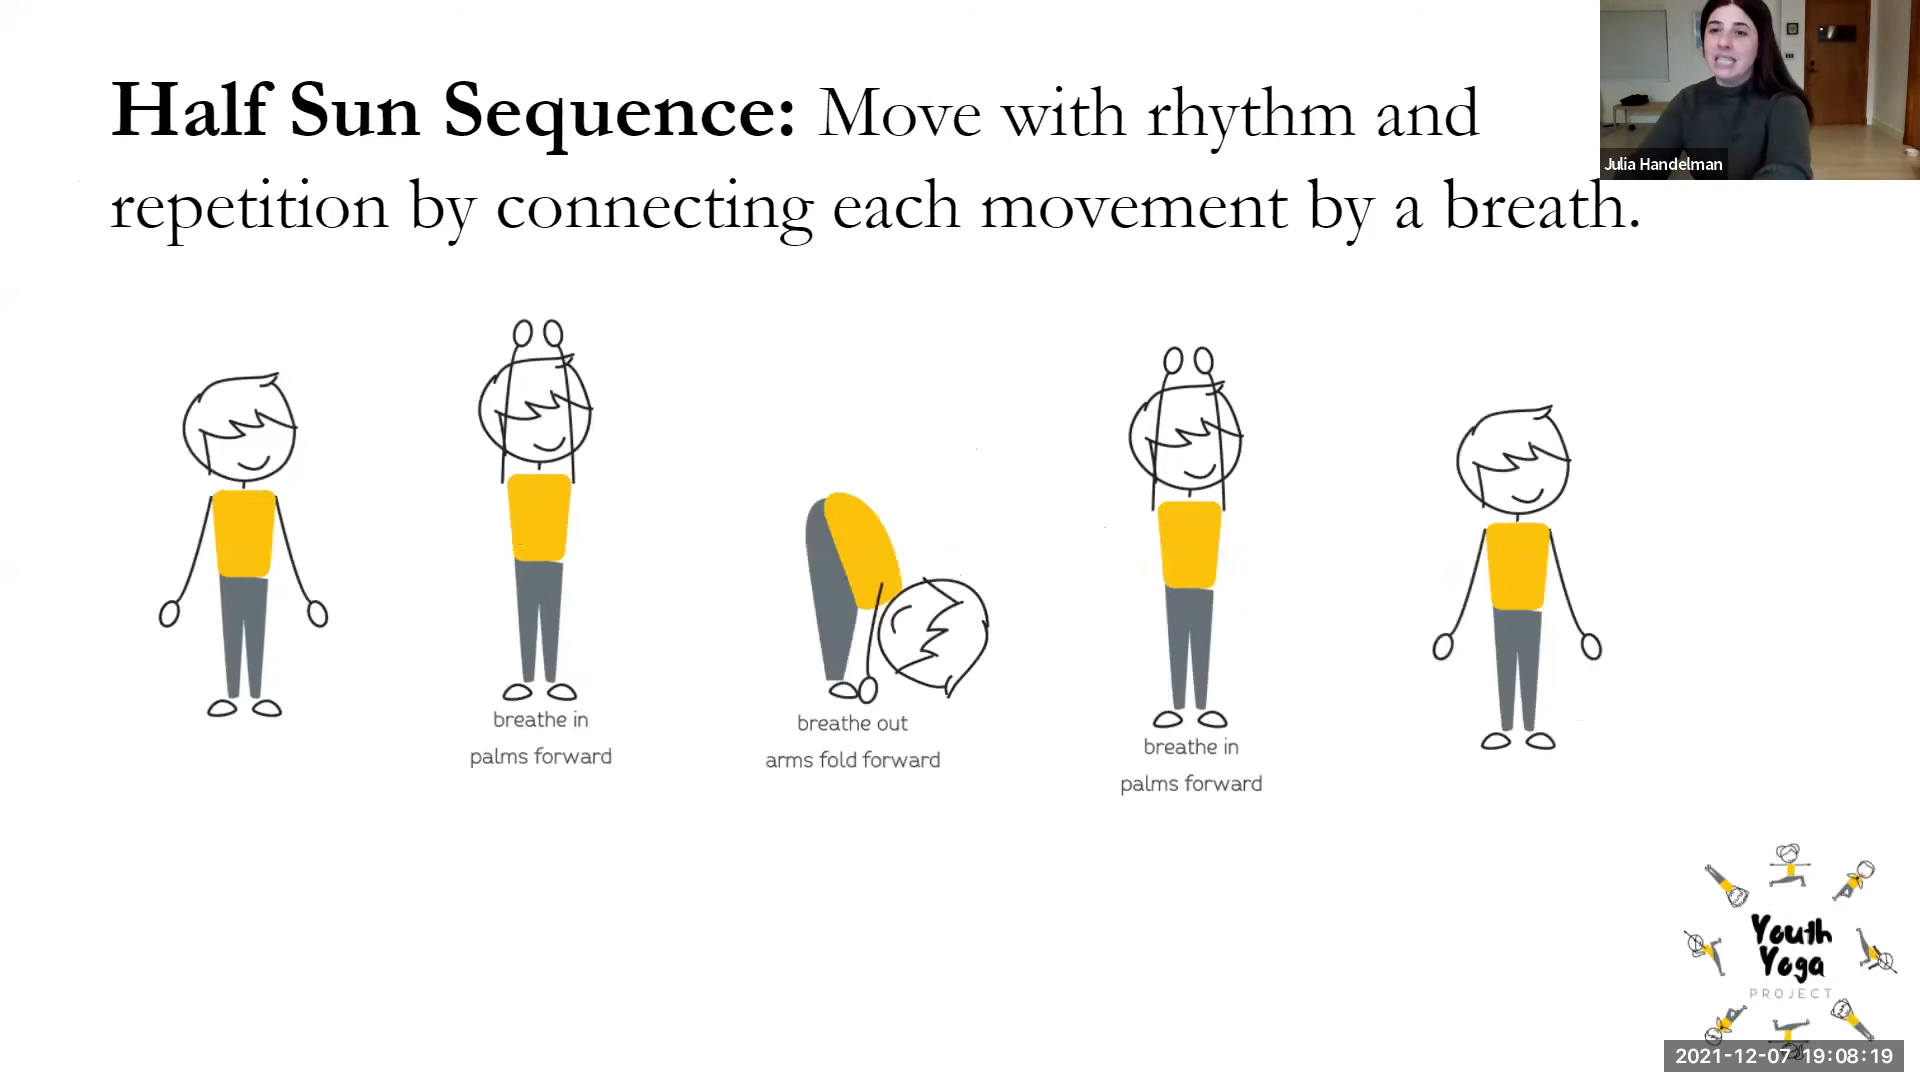 Half Sun Sequence: Move with rhythm and
repetition by connecting each movement by a breath.
Julia Handelman
breathe in
palms forward
breathe out
arms fold forward
breathe in
palms forward
Youth
Yoga
PROJECT
2021-12-07 19:08:19